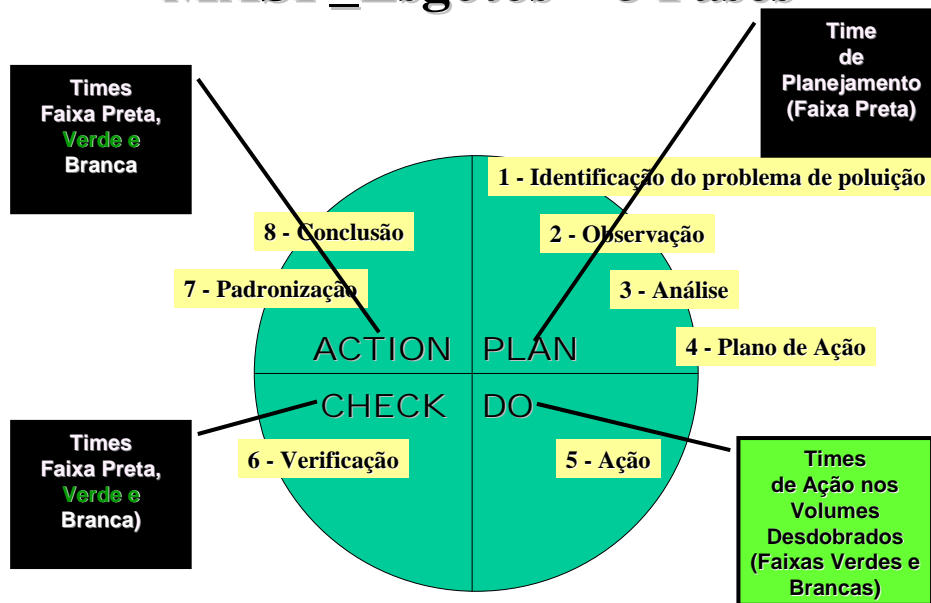 Time
de
Planejamento
(Faixa Preta)
Times
Faixa Preta,
Verde e
Branca
1 - Identificação do problema de poluição
8 - Conclusão
2 - Observação
7 - Padronização
3 - Análise
ACTION
PLAN
4 - Plano de Ação
CHECK
DO
Times
Faixa Preta,
Verde e
Branca)
6 - Verificação
5 - Ação
Times
de Ação nos
Volumes
Desdobrados
(Faixas Verdes e
Brancas)